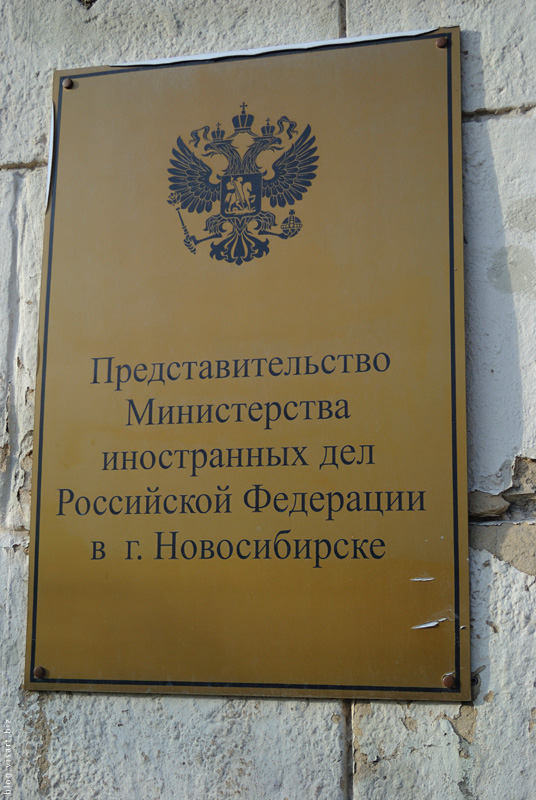 Представительство
Министерства
иностранных дел
Российской Федерации
в г. Новосибирске